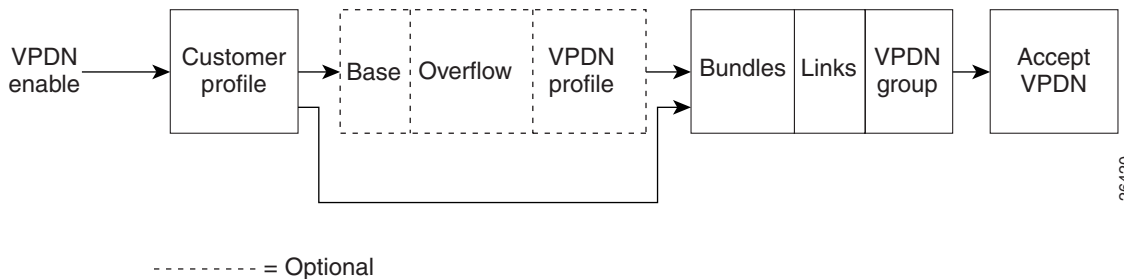 VPDN
enable
Customer
profile
Base
Overflow
VPDN
profile
Bundles
Links
VPDN
group
Accept
VPDN
= Optional